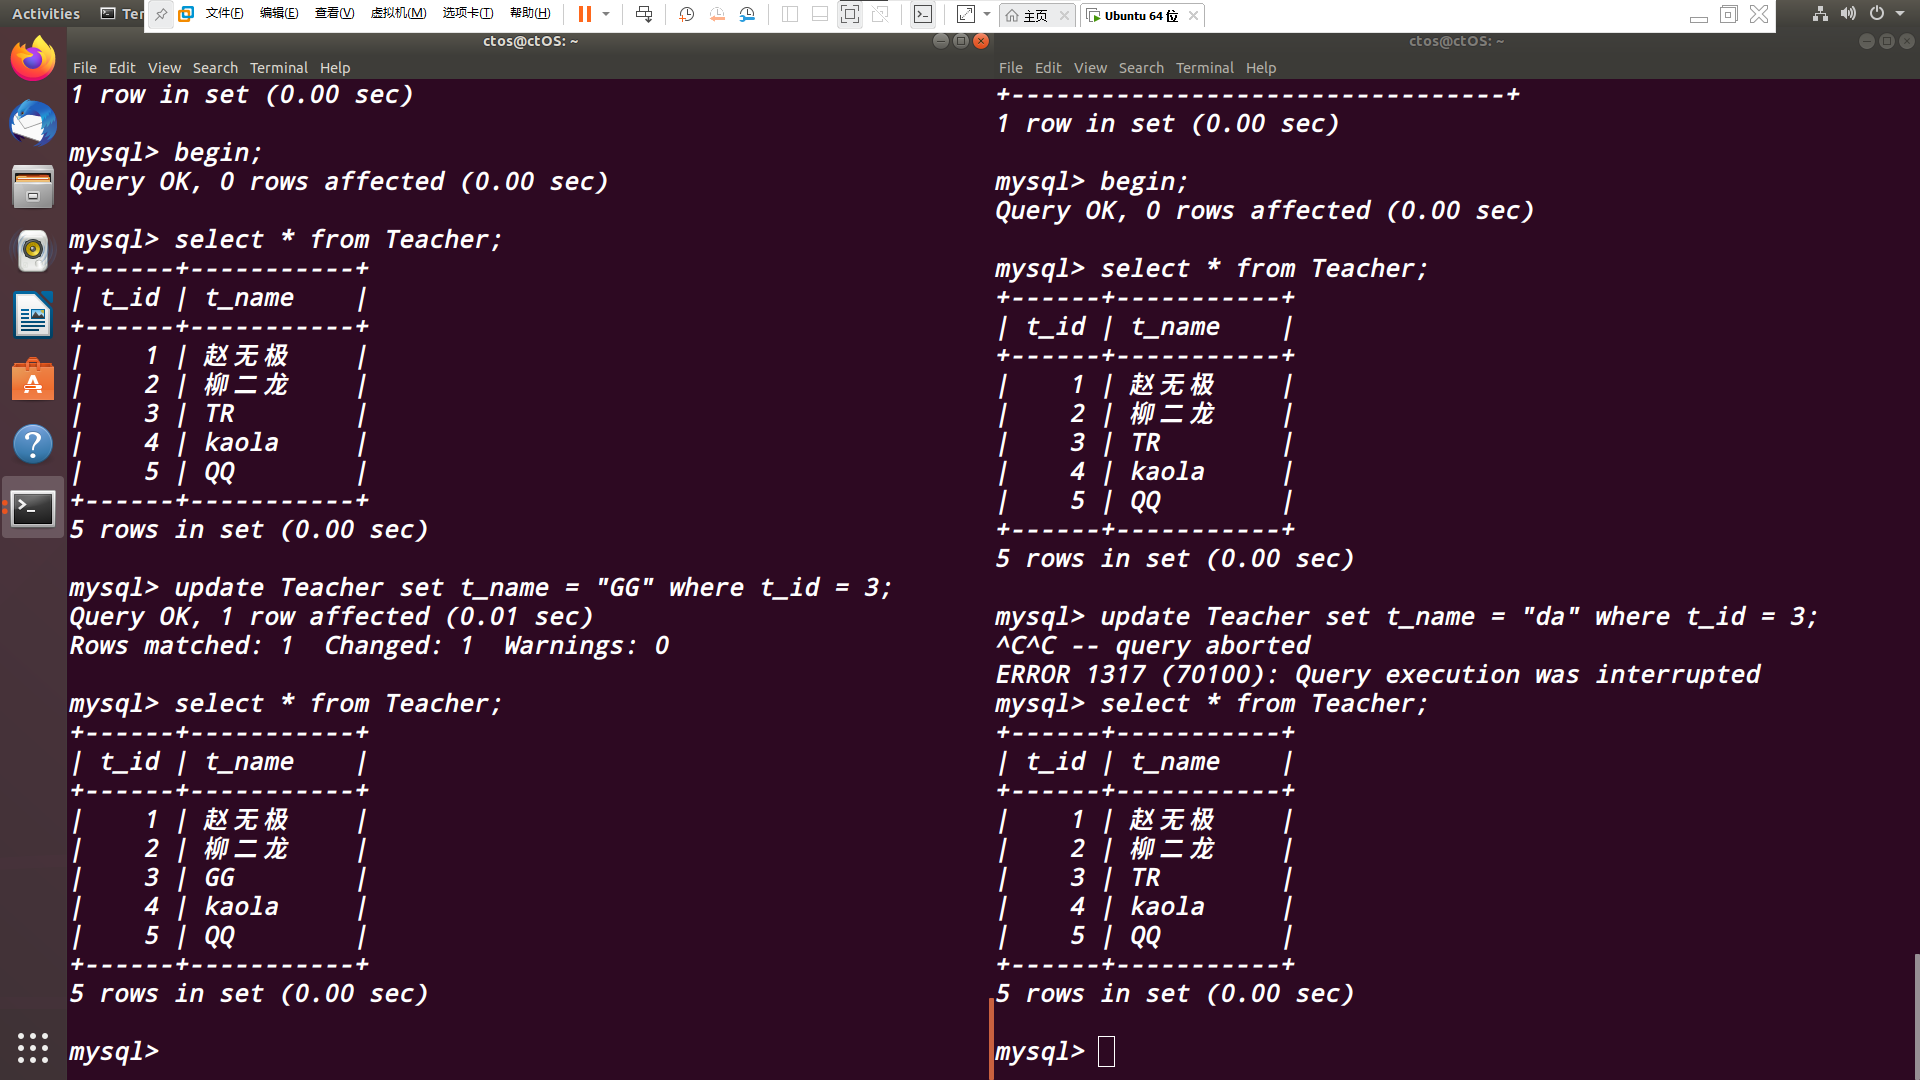 Activities
Ter
文件(F) 编辑(E) 查看(V) 虚拟机(M) 选项卡(T) 帮助(H)
主页
Ubuntu 64 位
ctos@ctOS: ~
File Edit View Search Terminal Help
1 row in set (0.00 sec)
mysql> begin;
Query OK, 0 rows affected (0.00 sec)
mysql> select * from Teacher;
+------+-----------+
| t_id | t_name    |
+------+-----------+
|    1 | 赵无极    |
|    2 | 柳二龙    |
|    3 | TR        |
|    4 | kaola     |
|    5 | QQ        |
+------+-----------+
5 rows in set (0.00 sec)
mysql> update Teacher set t_name = "GG" where t_id = 3;
Query OK, 1 row affected (0.01 sec)
Rows matched: 1  Changed: 1  Warnings: 0
mysql> select * from Teacher;
+------+-----------+
| t_id | t_name    |
+------+-----------+
|    1 | 赵无极    |
|    2 | 柳二龙    |
|    3 | GG        |
|    4 | kaola     |
|    5 | QQ        |
+------+-----------+
5 rows in set (0.00 sec)
mysql>
ctos@ctOS: ~
File Edit View Search Terminal Help
+---------------------------------+
1 row in set (0.00 sec)
mysql> begin;
Query OK, 0 rows affected (0.00 sec)
mysql> select * from Teacher;
+------+-----------+
| t_id | t_name    |
+------+-----------+
|    1 | 赵无极    |
|    2 | 柳二龙    |
|    3 | TR        |
|    4 | kaola     |
|    5 | QQ        |
+------+-----------+
5 rows in set (0.00 sec)
mysql> update Teacher set t_name = "da" where t_id = 3;
^C^C -- query aborted
ERROR 1317 (70100): Query execution was interrupted
mysql> select * from Teacher;
+------+-----------+
| t_id | t_name    |
+------+-----------+
|    1 | 赵无极    |
|    2 | 柳二龙    |
|    3 | TR        |
|    4 | kaola     |
|    5 | QQ        |
+------+-----------+
5 rows in set (0.00 sec)
mysql>